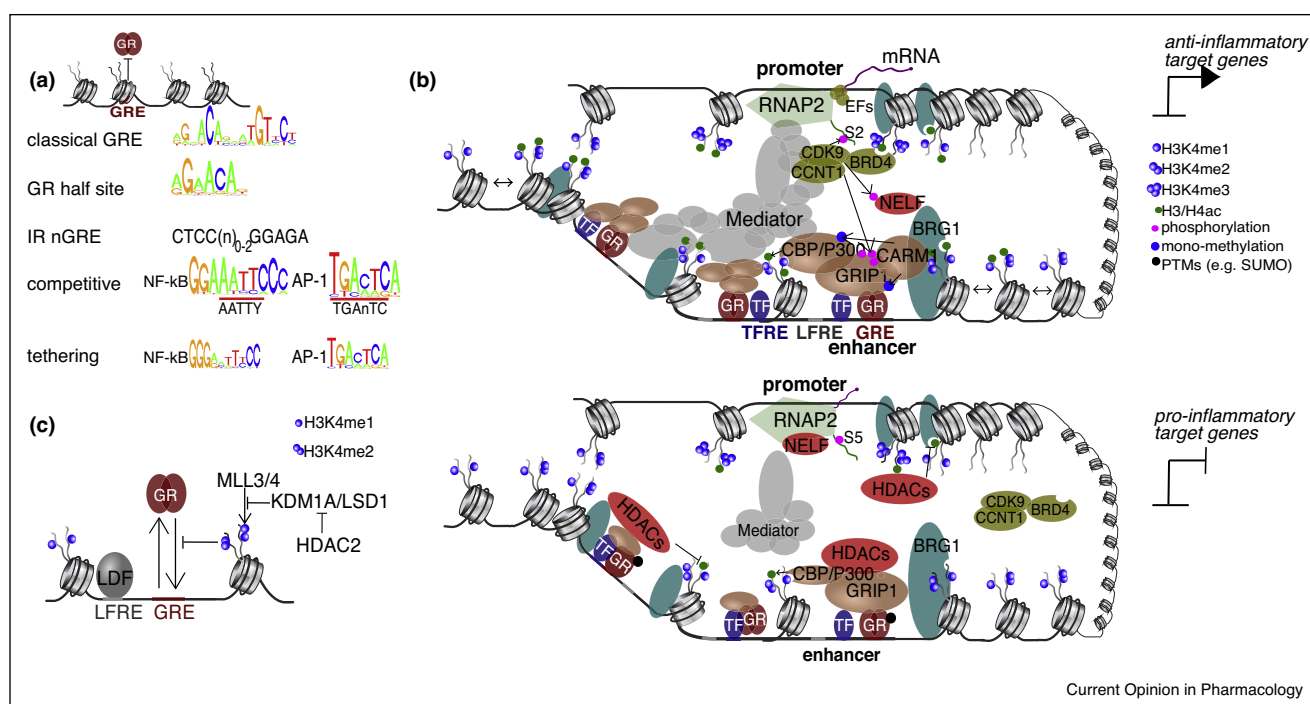 (a)
GR
GRE
classical GRE
GR half site
IR nGRE
CTCC(n)0-2GGAGA
competitive
NF-kB GGAAATTCCC AP-1 TGACTCA
AATTY
TGAnTC
tethering
NF-kB GGG
AP-1 TGACTCA
(b)
promoter
mRNA
RNAP2
EFs
S2
CDK9
CCNT1
BRD4
NELF
Mediator
TF
GR
BRG1
CBP/P300
CARM1
GRIP1
GR
TF
TF
GR
TFRE
LFRE
GRE
enhancer
anti-inflammatory
target genes
H3K4me1
H3K4me2
H3K4me3
H3/H4ac
phosphorylation
mono-methylation
PTMs (e.g. SUMO)
promoter
RNAP2
NELF
S5
HDACs
CDK9
CCNT1
BRD4
HDACs
TF
GR
Mediator
HDACs
BRG1
CBP/P300
GRIP1
TF
GR
TF
GR
enhancer
pro-inflammatory
target genes
(c)
H3K4me1
H3K4me2
MLL3/4
GR
KDM1A/LSD1
HDAC2
LDF
LFRE
GRE
Current Opinion in Pharmacology